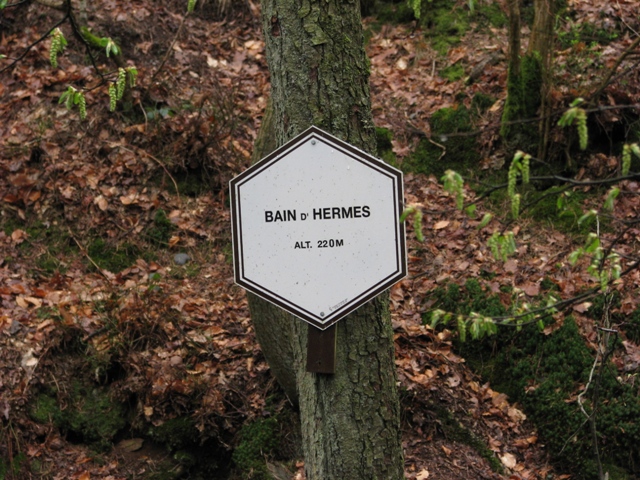 BAIN D' HERMES
ALT. 220M